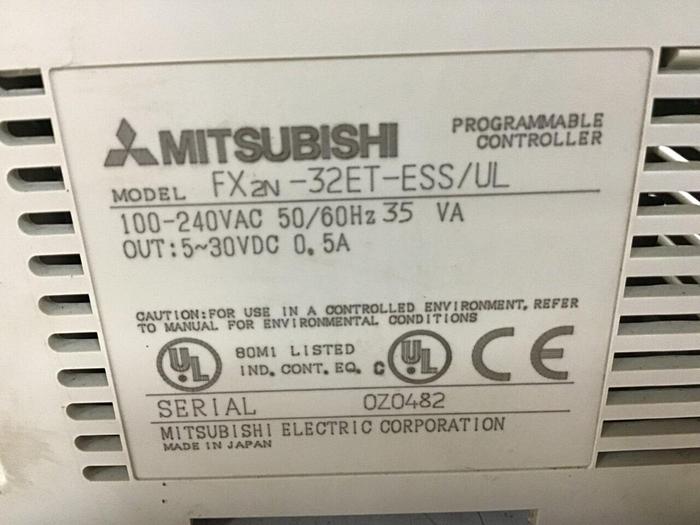 MITSUBISHI
PROGRAMMABLE
CONTROLLER
MODEL FX2N-32ET-ESS/UL
100-240VAC 50/60Hz 35 VA
OUT:5~30VDC 0.5A
CAUTION:FOR USE IN A CONTROLLED ENVIRONMENT, REFER
TO MANUAL FOR ENVIRONMENTAL CONDITIONS
UL 80M1 LISTED C UL CE
IND. CONT. EQ.
SERIAL OZ0482
MITSUBISHI ELECTRIC CORPORATION
MADE IN JAPAN